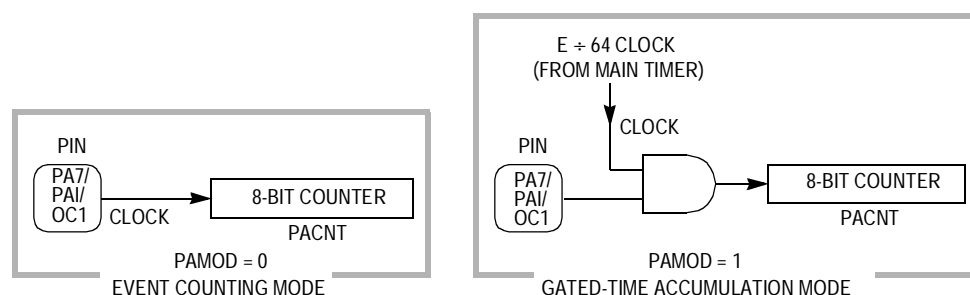 PIN
PA7/
PAI/
OC1
CLOCK
8-BIT COUNTER
PACNT
PAMOD = 0
EVENT COUNTING MODE
E ÷ 64 CLOCK
(FROM MAIN TIMER)
CLOCK
PIN
PA7/
PAI/
OC1
8-BIT COUNTER
PACNT
PAMOD = 1
GATED-TIME ACCUMULATION MODE